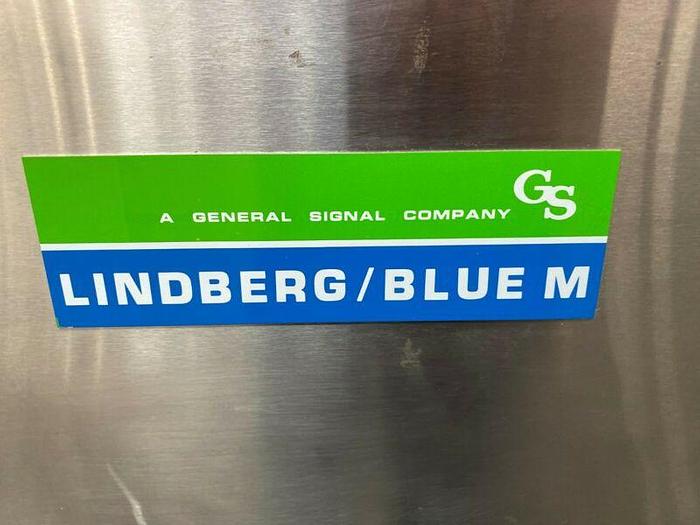 GS
A GENERAL SIGNAL COMPANY
LINDBERG/BLUE M